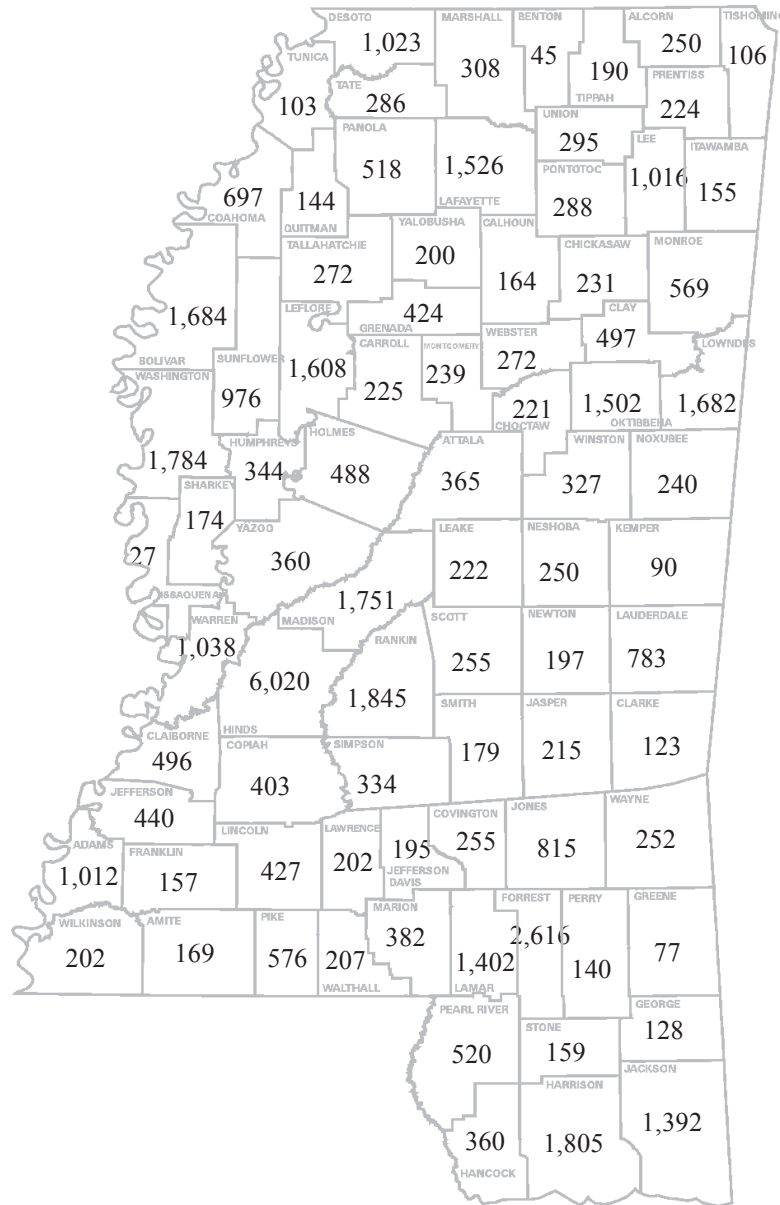 DESOTO
1,023
MARSHALL
308
BENTON
45
190
TIPPAH
ALCORN
250
TISHOMING
106
TUNICA
103
TATE
286
PRENTISS
224
UNION
295
PANOLA
518
1,526
LAFAYETTE
LEE
1,016
ITAWAMBA
155
PONTOTOC
288
697
COAHOMA
144
QUITMAN
YALOBUSHA
200
CALHOUN
164
CHICKASAW
231
MONROE
569
TALLAHATCHIE
272
1,684
BOLIVAR
LEFLORE
1,608
424
GRENADA
CLAY
497
SUNFLOWER
976
CARROLL
225
MONTGOMERY
239
WEBSTER
272
LOWNDES
1,682
WASHINGTON
1,784
221
CHOCTAW
1,502
OKTIBBEHA
HUMPHREYS
344
HOLMES
488
ATTALA
365
WINSTON
327
NOXUBEE
240
SHARKEY
174
YAZOO
360
LEAKE
222
NESHOBA
250
KEMPER
90
27
ISSAQUENA
1,751
MADISON
WARREN
1,038
6,020
HINDS
RANKIN
1,845
SCOTT
255
NEWTON
197
LAUDERDALE
783
SMITH
179
JASPER
215
CLARKE
123
CLAIBORNE
496
COPIAH
403
SIMPSON
334
JEFFERSON
440
LINCOLN
427
LAWRENCE
202
195
JEFFERSON
DAVIS
COVINGTON
255
JONES
815
WAYNE
252
ADAMS
1,012
FRANKLIN
157
WILKINSON
202
AMITE
169
PIKE
576
207
WALTHALL
MARION
382
1,402
LAMAR
FORREST
2,616
PERRY
140
GREENE
77
PEARL RIVER
520
STONE
159
GEORGE
128
HARRISON
1,805
JACKSON
1,392
360
HANCOCK